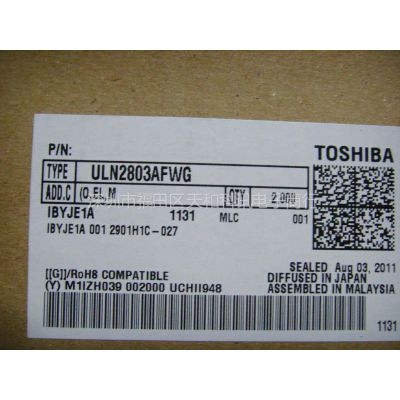 P/N:
TOSHIBA
TYPE ULN2803AFWG
ADD.C (O,EL,M QTY 2,000
IBYJE1A 1131 MLC 001
IBYJE1A 001 2901H1C-027
SEALED Aug 03, 2011
DIFFUSED IN JAPAN
[[G]]/RoHS COMPATIBLE ASSEMBLED IN MALAYSIA
(Y) M1IZH039 002000 UCHII948
1131